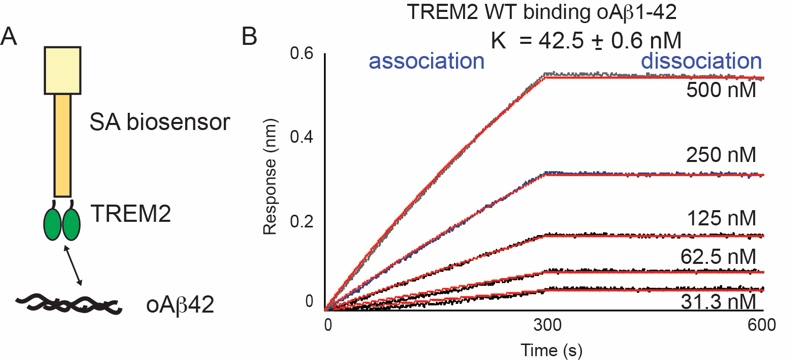 A
SA biosensor
TREM2
oAβ42
B
TREM2 WT binding oAβ1-42
K = 42.5 ± 0.6 nM
association
dissociation
500 nM
250 nM
125 nM
62.5 nM
31.3 nM
Response (nm)
0.6
0.4
0.2
0
0
300
600
Time (s)